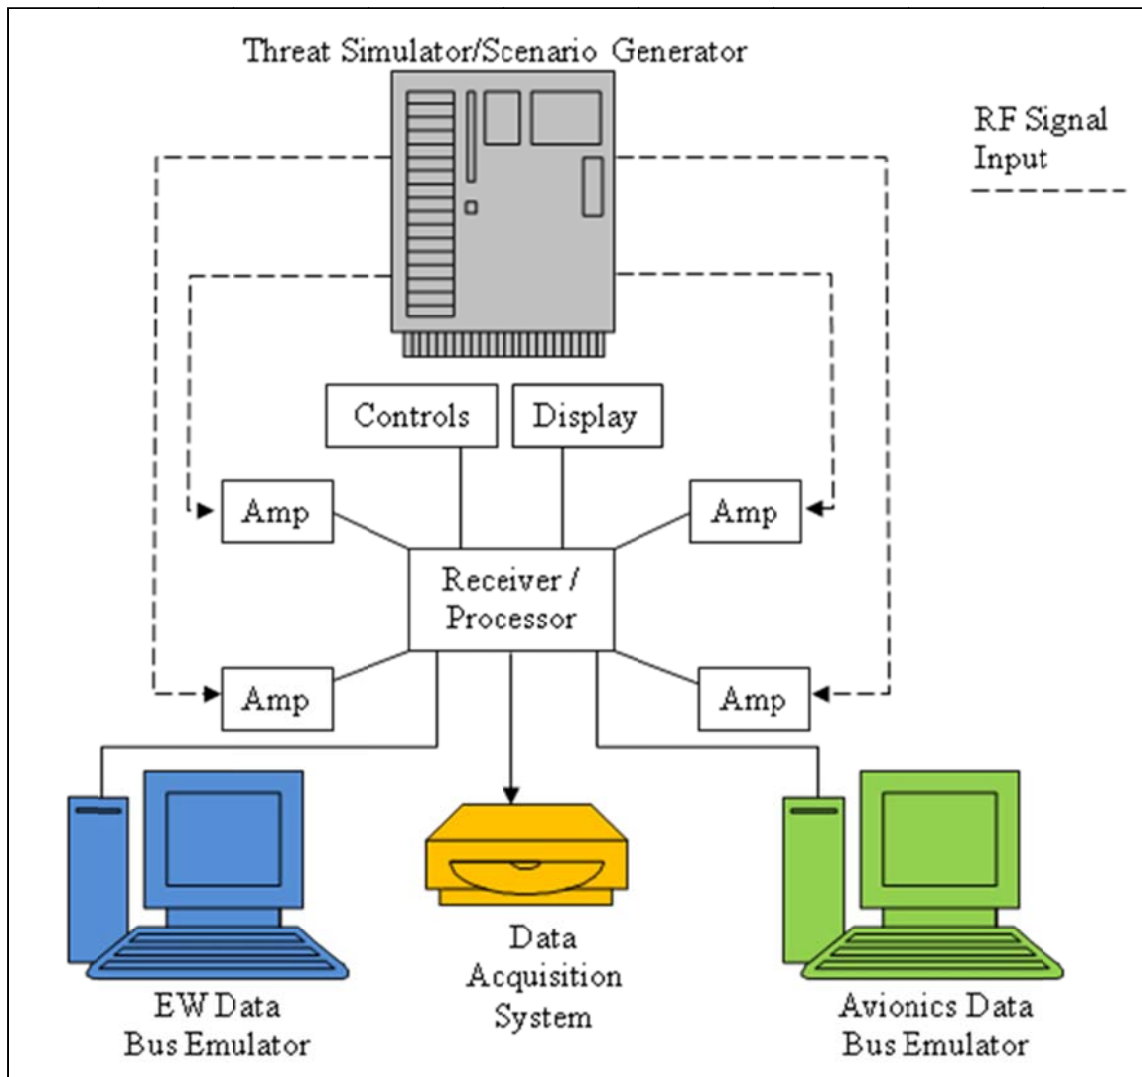 Threat Simulator/Scenario Generator
RF Signal
Input
Controls
Display
Amp
Amp
Receiver /
Processor
Amp
Amp
EW Data
Bus Emulator
Data
Acquisition
System
Avionics Data
Bus Emulator